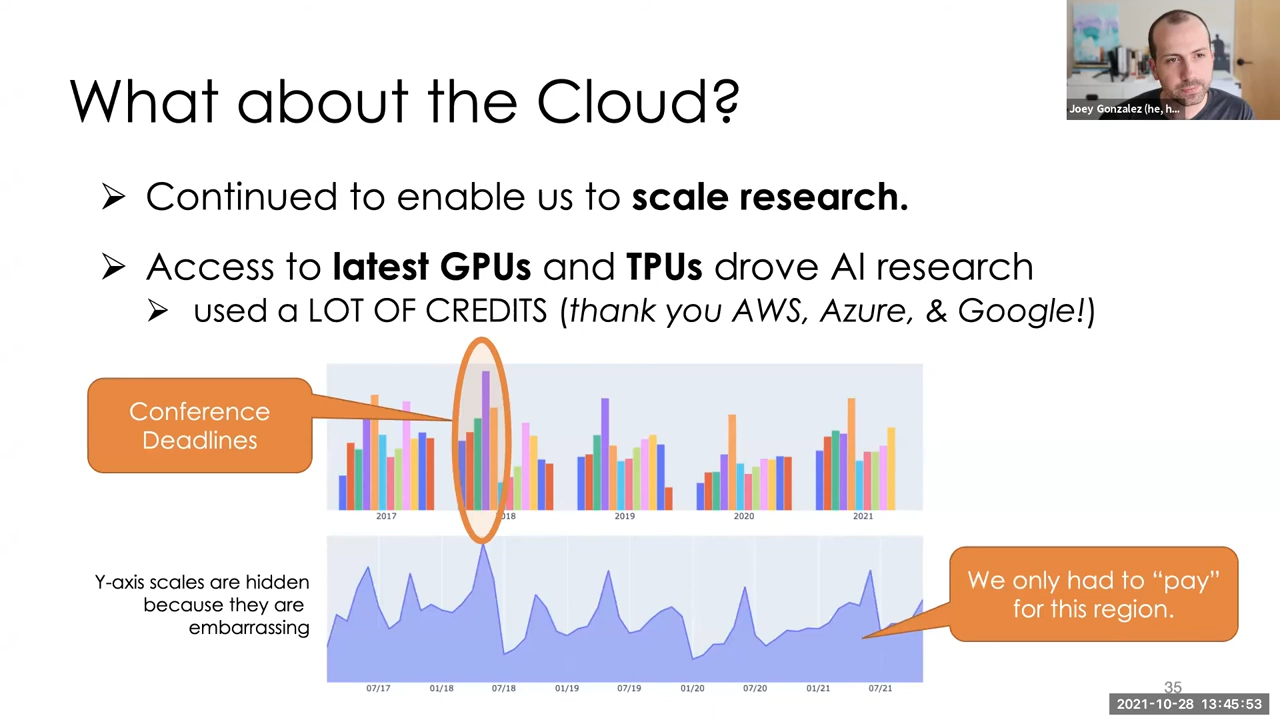 What about the Cloud?
Joey Gonzalez (he, h...
➢ Continued to enable us to scale research.
➢ Access to latest GPUs and TPUs drove AI research
➢ used a LOT OF CREDITS (thank you AWS, Azure, & Google!)
Conference
Deadlines
2017 018 2019 2020 2021
Y-axis scales are hidden
because they are
embarrassing
We only had to “pay”
for this region.
07/17 01/18 07/18 01/19 07/19 01/20 07/20 01/21 07/21
35
2021-10-28 13:45:53